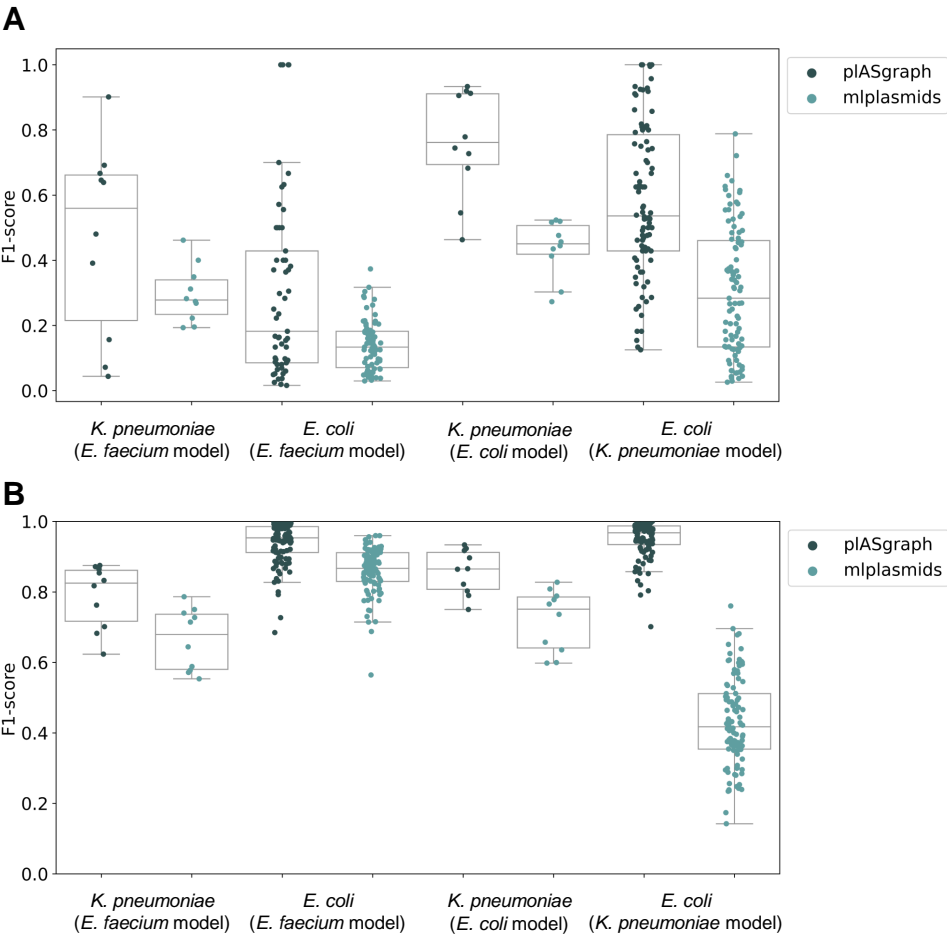 A
1.0
0.8
0.6
0.4
0.2
0.0
F1-score
plASgraph
mlplasmids
K. pneumoniae
(E. faecium model)
E. coli
(E. faecium model)
K. pneumoniae
(E. coli model)
E. coli
(K. pneumoniae model)
B
1.0
0.8
0.6
0.4
0.2
0.0
F1-score
plASgraph
mlplasmids
K. pneumoniae
(E. faecium model)
E. coli
(E. faecium model)
K. pneumoniae
(E. coli model)
E. coli
(K. pneumoniae model)